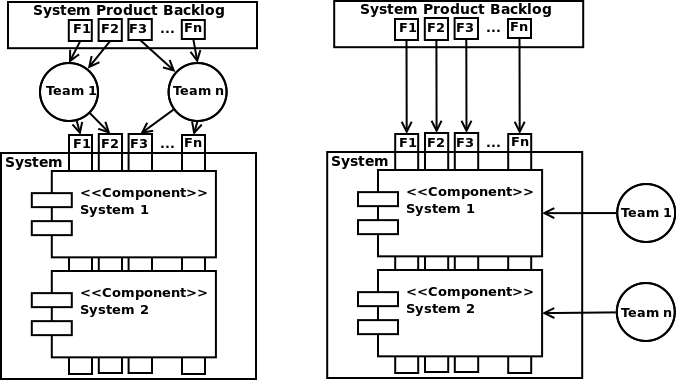 System Product Backlog
F1 F2 F3 ... Fn
Team 1
Team n
F1 F2 F3 ... Fn
System
<<Component>>
System 1
<<Component>>
System 2
System Product Backlog
F1 F2 F3 ... Fn
F1 F2 F3 ... Fn
System
<<Component>>
System 1
Team 1
<<Component>>
System 2
Team n